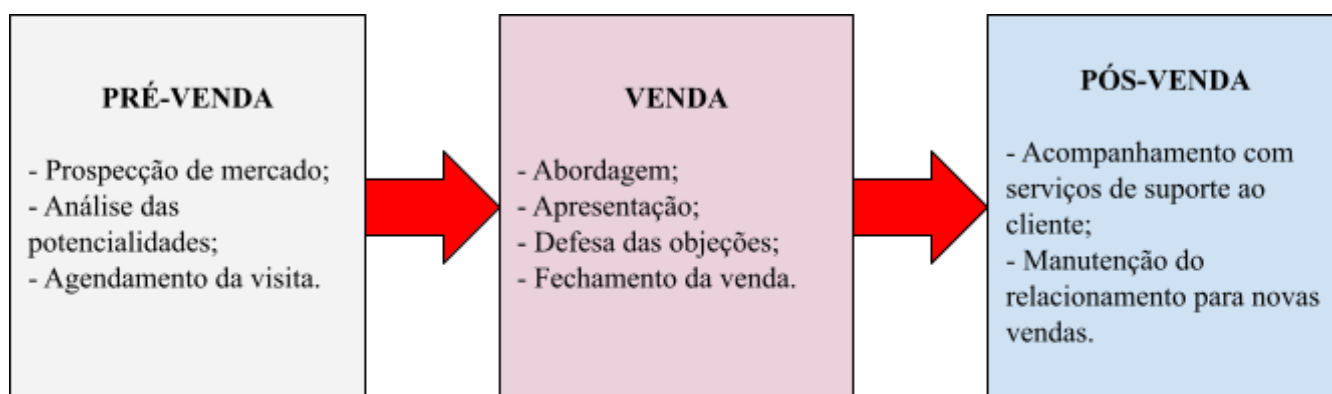 PRÉ-VENDA
- Prospecção de mercado;
- Análise das
potencialidades;
- Agendamento da visita.
VENDA
- Abordagem;
- Apresentação;
- Defesa das objeções;
- Fechamento da venda.
PÓS-VENDA
- Acompanhamento com
serviços de suporte ao
cliente;
- Manutenção do
relacionamento para novas
vendas.